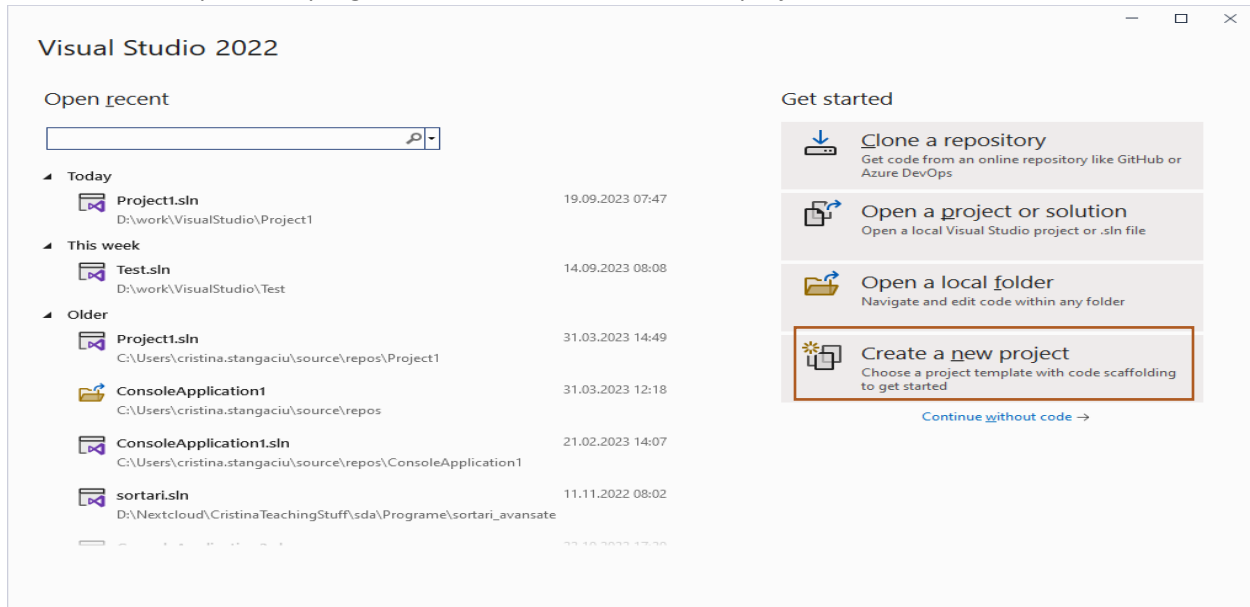 Visual Studio 2022
Open recent
Today
Project1.sln 19.09.2023 07:47
D:\work\VisualStudio\Project1
This week
Test.sln 14.09.2023 08:08
D:\work\VisualStudio\Test
Older
Project1.sln 31.03.2023 14:49
C:\Users\cristina.stangaciu\source\repos\Project1
ConsoleApplication1 31.03.2023 12:18
C:\Users\cristina.stangaciu\source\repos
ConsoleApplication1.sln 21.02.2023 14:07
C:\Users\cristina.stangaciu\source\repos\ConsoleApplication1
sortari.sln 11.11.2022 08:02
D:\Nextcloud\CristinaTeachingStuff\sda\Programe\sortari_avansate
Get started
Clone a repository
Get code from an online repository like GitHub or
Azure DevOps
Open a project or solution
Open a local Visual Studio project or .sln file
Open a local folder
Navigate and edit code within any folder
Create a new project
Choose a project template with code scaffolding
to get started
Continue without code →